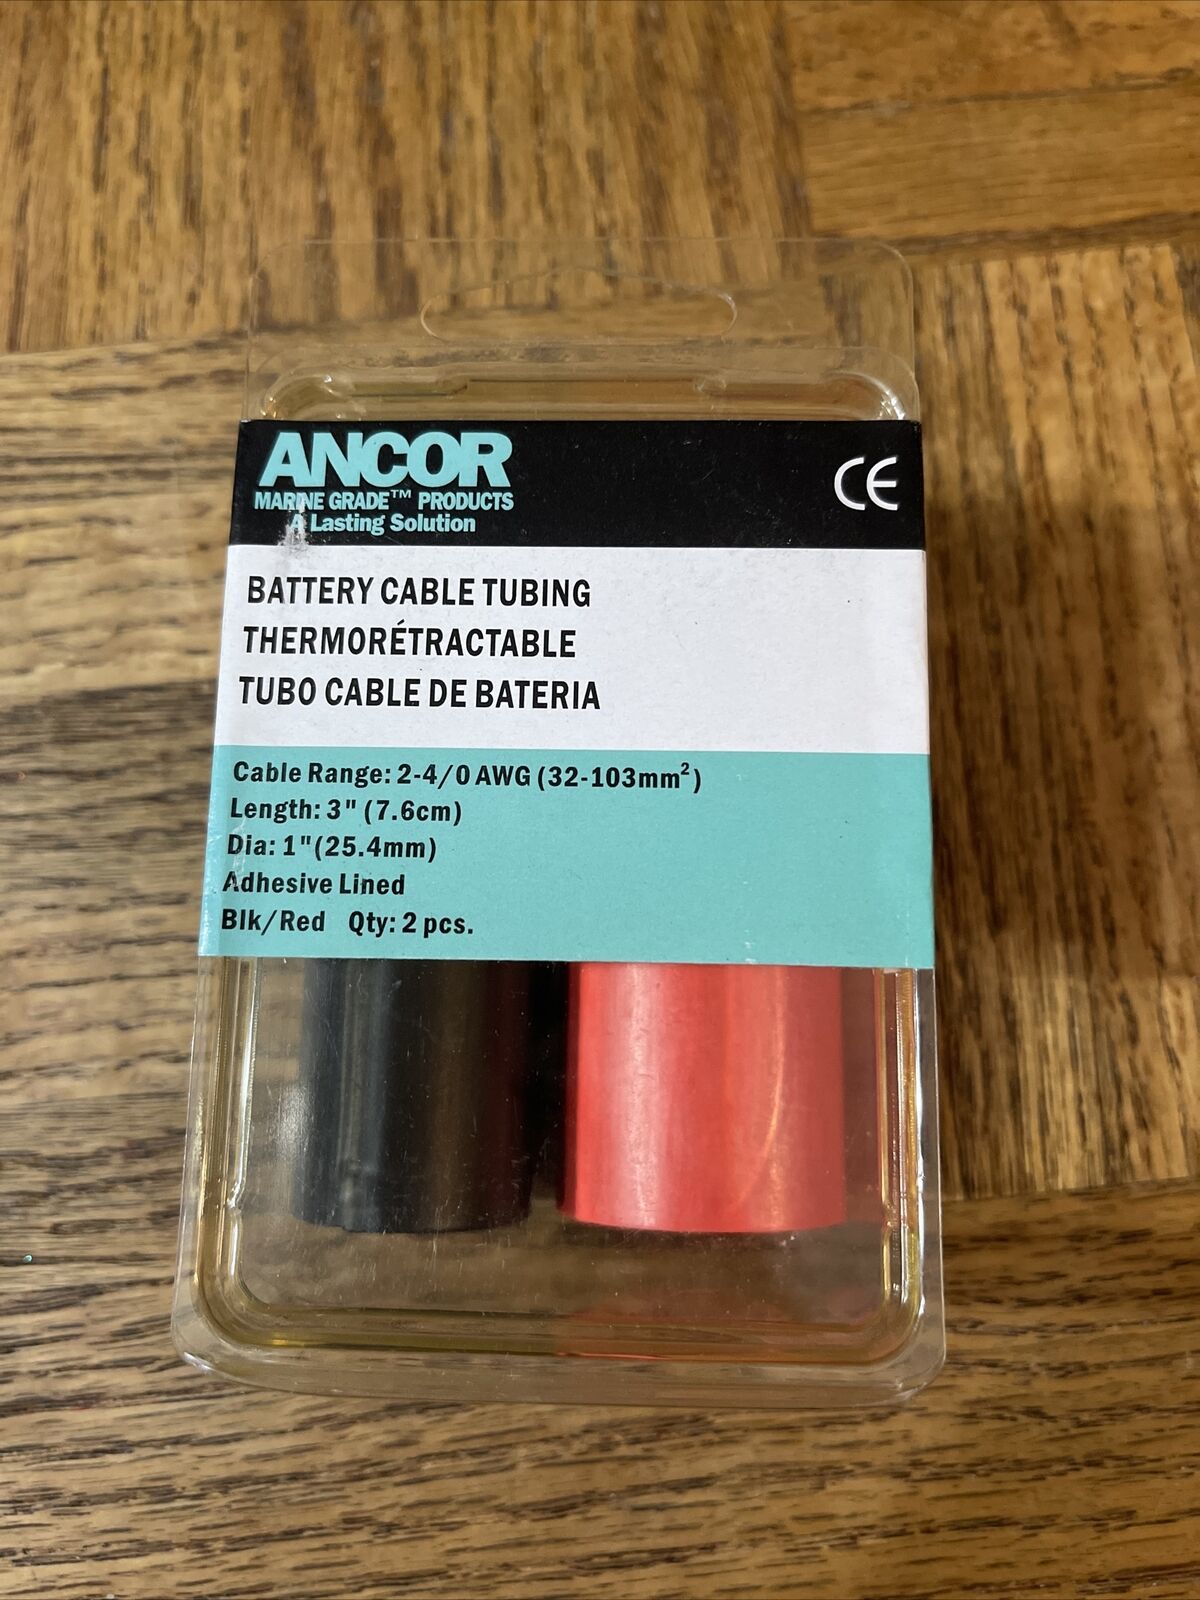 ANCOR
MARINE GRADE™ PRODUCTS
A Lasting Solution
CE
BATTERY CABLE TUBING
THERMORÉTRACTABLE
TUBO CABLE DE BATERIA
Cable Range: 2-4/0 AWG (32-103mm²)
Length: 3" (7.6cm)
Dia: 1"(25.4mm)
Adhesive Lined
Blk/Red Qty: 2 pcs.